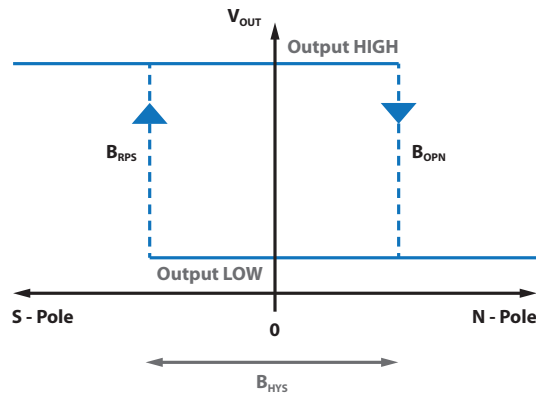 VOUT
Output HIGH
BRPS
BOPN
Output LOW
S - Pole
0
N - Pole
BHYS